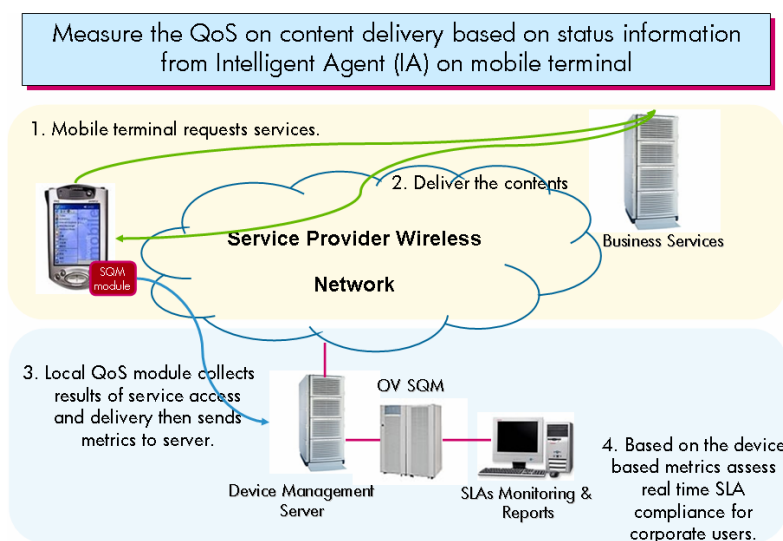 Measure the QoS on content delivery based on status information
from Intelligent Agent (IA) on mobile terminal
1. Mobile terminal requests services.
2. Deliver the contents
Service Provider Wireless
Network
Business Services
SQM
module
3. Local QoS module collects
results of service access
and delivery then sends
metrics to server.
OV SQM
Device Management
Server
SLAs Monitoring &
Reports
4. Based on the device
based metrics assess
real time SLA
compliance for
corporate users.